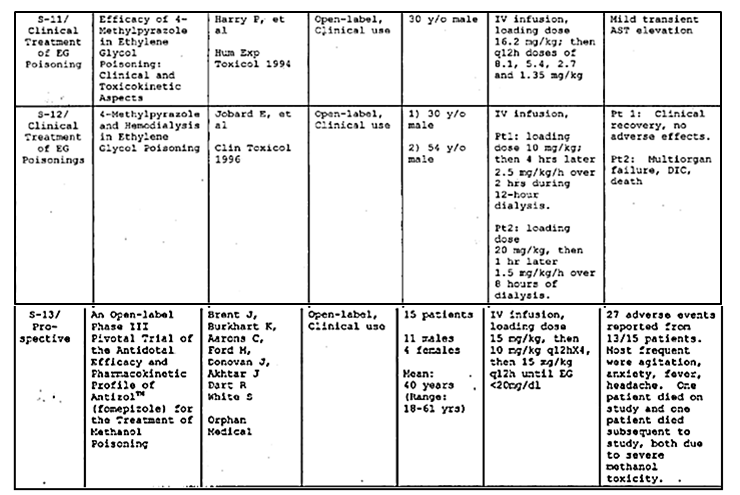 S-11/
Clinical
Treatment
of EG
Poisoning
Efficacy of 4-
Methylpyrazole
in Ethylene
Glycol
Poisoning:
Clinical and
Toxicokinetic
Aspects
Harry P, et
al
Hum Exp
Toxicol 1994
Open-label,
Clinical use
30 y/o male
IV infusion,
loading dose
16.2 mg/kg; then
q12h doses of
8.1, 5.4, 2.7
and 1.35 mg/kg
Mild transient
AST elevation
S-12/
Clinical
Treatment
of EG
Poisonings
4-Methylpyrazole
and Hemodialysis
in Ethylene
Glycol Poisoning
Jobard E, et
al
Clin Toxicol
1996
Open-label,
Clinical use
1) 30 y/o
male
2) 54 y/o
male
IV infusion,
Pt1: loading
dose 10 mg/kg;
then 4 hrs later
2.5 mg/kg/h over
2 hrs during
12-hour
dialysis.
Pt2: loading
dose
20 mg/kg, then
1 hr later
1.5 mg/kg/h over
8 hours of
dialysis.
Pt 1: Clinical
recovery, no
adverse effects.
Pt2: Multiorgan
failure, DIC,
death
S-13/
Pro-
spective
An Open-label
Phase III
Pivotal Trial of
the Antidotal
Efficacy and
Pharmacokinetic
Profile of
Antizol™
(fomepizole) for
the Treatment of
Methanol
Poisoning
Brent J,
Burkhart K,
Aarons C,
Ford M,
Donovan J,
Akhtar J
Dart R
White S
Orphan
Medical
Open-label,
Clinical use
15 patients
11 males
4 females
Mean:
40 years
(Range:
18-61 yrs)
IV infusion,
loading dose
15 mg/kg, then
10 mg/kg q12hX4,
then 15 mg/kg
q12h until EG
<20mg/dl
27 adverse events
reported from
13/15 patients.
Most frequent
were agitation,
anxiety, fever,
headache. One
patient died on
study and one
patient died
subsequent to
study, both due
to severe
methanol
toxicity.